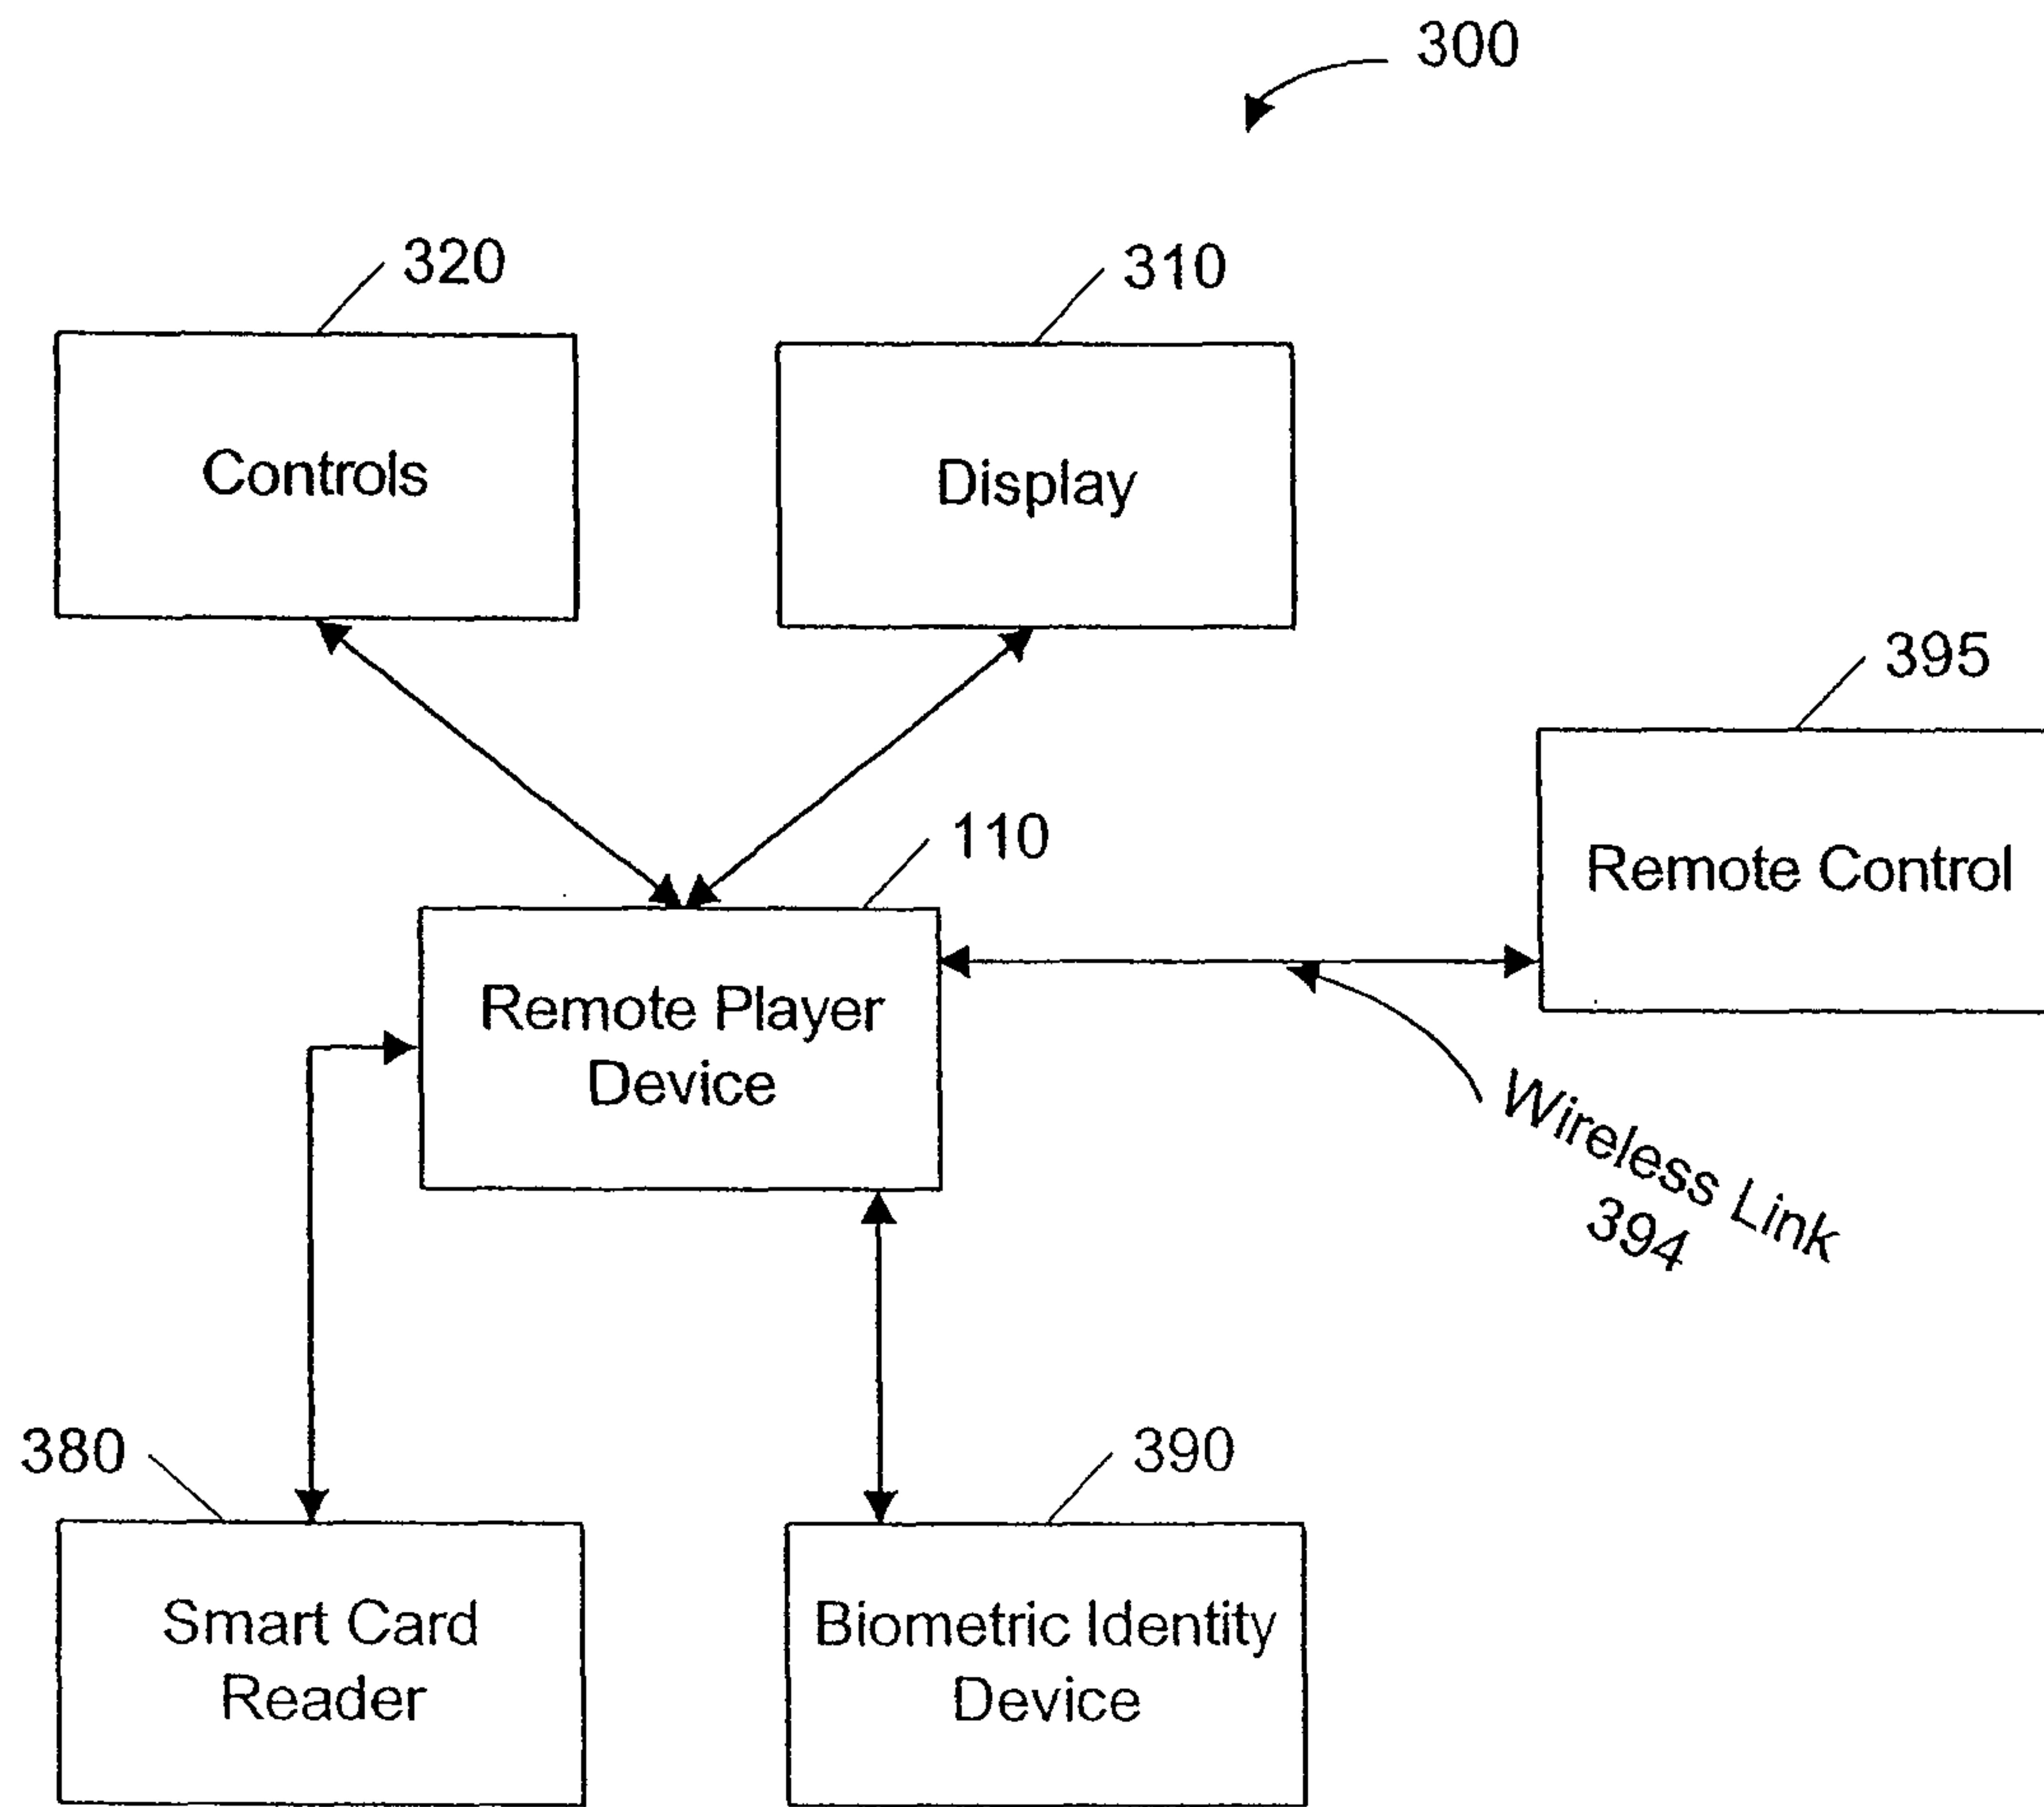 300
320
310
Controls
Display
395
110
Remote Control
Remote Player
Device
Wireless Link
394
380
390
Smart Card
Reader
Biometric Identity
Device